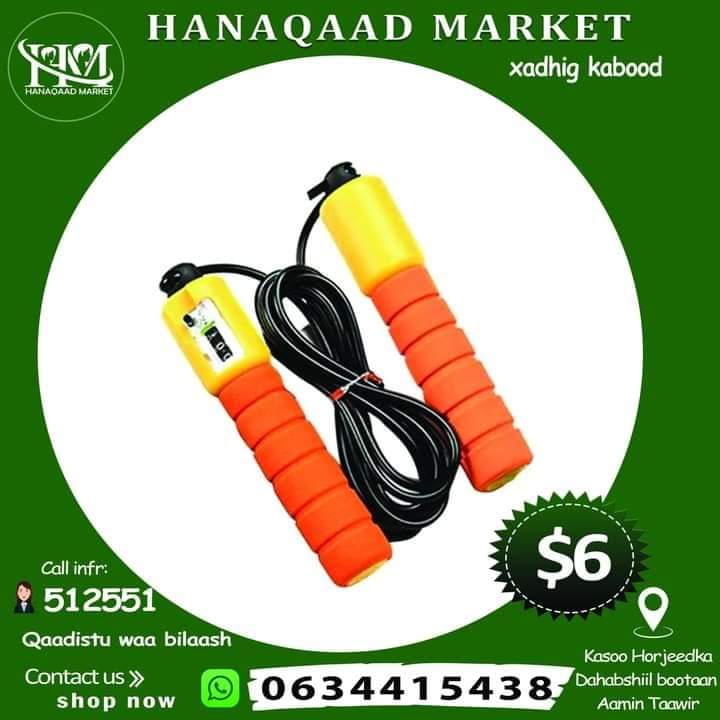 HANAQAAD MARKET
xadhig kabood
HM
HANAQAAD MARKET
$6
Call infr:
512551
Qaadistu waa bilaash
Contact us »
shop now
0634415438
Kasoo Horjeedka
Dahabshiil bootaan
Aamin Taawir